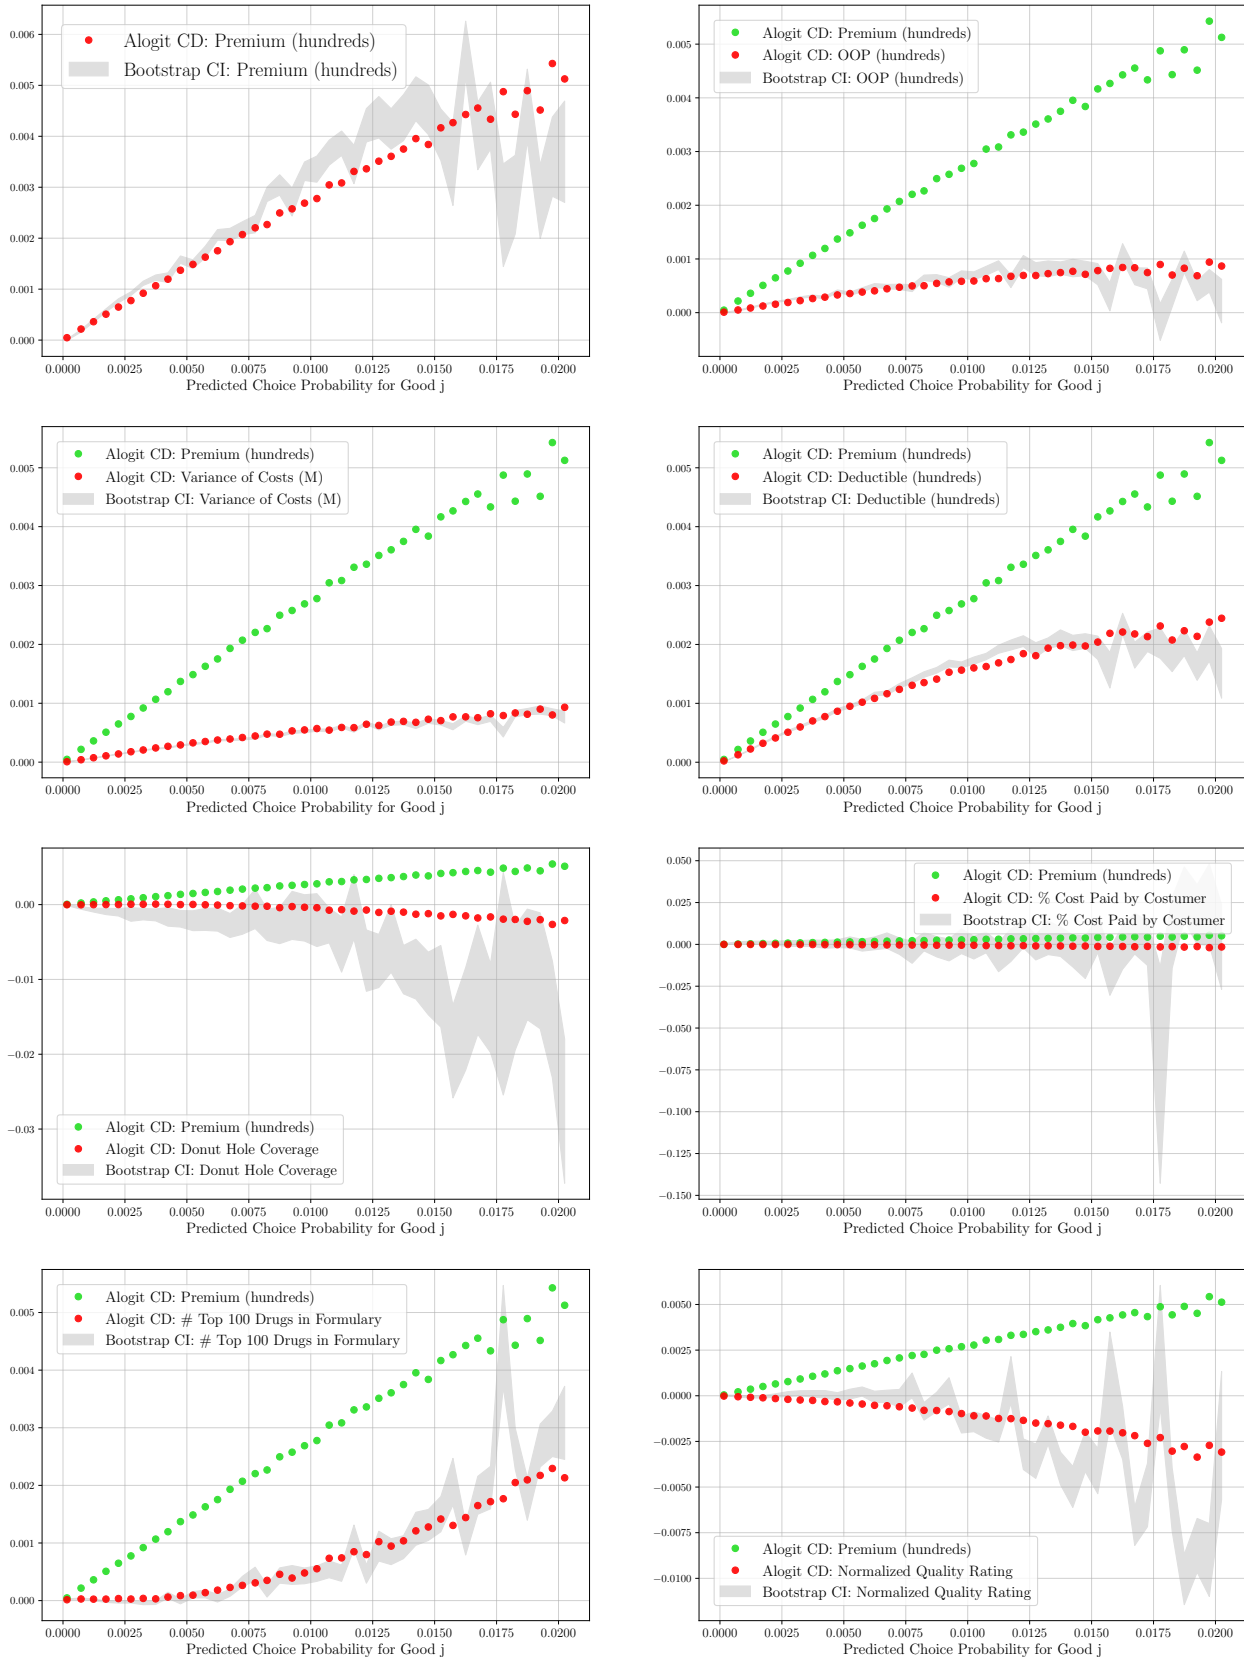 Alogit CD: Premium (hundreds)
Bootstrap CI: Premium (hundreds)
0.006
0.005
0.004
0.003
0.002
0.001
0.000
0.0000 0.0025 0.0050 0.0075 0.0100 0.0125 0.0150 0.0175 0.0200
Predicted Choice Probability for Good j
Alogit CD: Premium (hundreds)
Alogit CD: OOP (hundreds)
Bootstrap CI: OOP (hundreds)
0.005
0.004
0.003
0.002
0.001
0.000
0.0000 0.0025 0.0050 0.0075 0.0100 0.0125 0.0150 0.0175 0.0200
Predicted Choice Probability for Good j
Alogit CD: Premium (hundreds)
Alogit CD: Variance of Costs (M)
Bootstrap CI: Variance of Costs (M)
0.005
0.004
0.003
0.002
0.001
0.000
0.0000 0.0025 0.0050 0.0075 0.0100 0.0125 0.0150 0.0175 0.0200
Predicted Choice Probability for Good j
Alogit CD: Premium (hundreds)
Alogit CD: Deductible (hundreds)
Bootstrap CI: Deductible (hundreds)
0.005
0.004
0.003
0.002
0.001
0.000
0.0000 0.0025 0.0050 0.0075 0.0100 0.0125 0.0150 0.0175 0.0200
Predicted Choice Probability for Good j
0.00
−0.01
−0.02
−0.03
Alogit CD: Premium (hundreds)
Alogit CD: Donut Hole Coverage
Bootstrap CI: Donut Hole Coverage
0.0000 0.0025 0.0050 0.0075 0.0100 0.0125 0.0150 0.0175 0.0200
Predicted Choice Probability for Good j
Alogit CD: Premium (hundreds)
Alogit CD: % Cost Paid by Costumer
Bootstrap CI: % Cost Paid by Costumer
0.050
0.025
0.000
−0.025
−0.050
−0.075
−0.100
−0.125
−0.150
0.0000 0.0025 0.0050 0.0075 0.0100 0.0125 0.0150 0.0175 0.0200
Predicted Choice Probability for Good j
Alogit CD: Premium (hundreds)
Alogit CD: # Top 100 Drugs in Formulary
Bootstrap CI: # Top 100 Drugs in Formulary
0.005
0.004
0.003
0.002
0.001
0.000
0.0000 0.0025 0.0050 0.0075 0.0100 0.0125 0.0150 0.0175 0.0200
Predicted Choice Probability for Good j
0.0050
0.0025
0.0000
−0.0025
−0.0050
−0.0075
−0.0100
Alogit CD: Premium (hundreds)
Alogit CD: Normalized Quality Rating
Bootstrap CI: Normalized Quality Rating
0.0000 0.0025 0.0050 0.0075 0.0100 0.0125 0.0150 0.0175 0.0200
Predicted Choice Probability for Good j